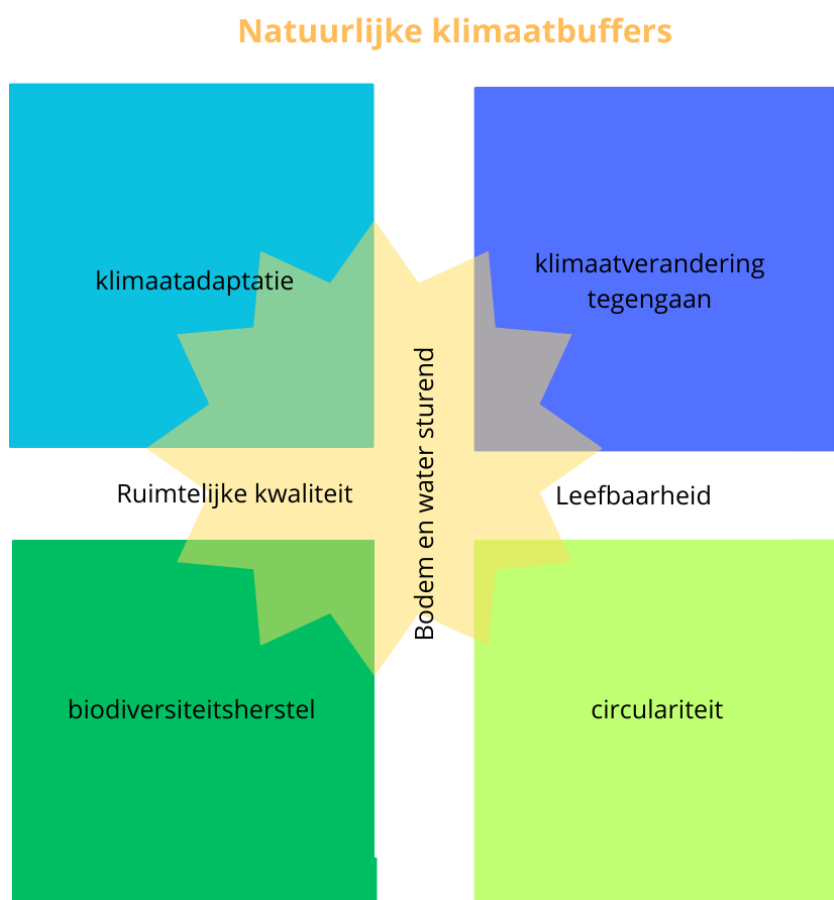 Natuurlijke klimaatbuffers
klimaatadaptatie
klimaatverandering
tegengaan
Ruimtelijke kwaliteit
Bodem en water sturend
Leefbaarheid
biodiversiteitsherstel
circulariteit